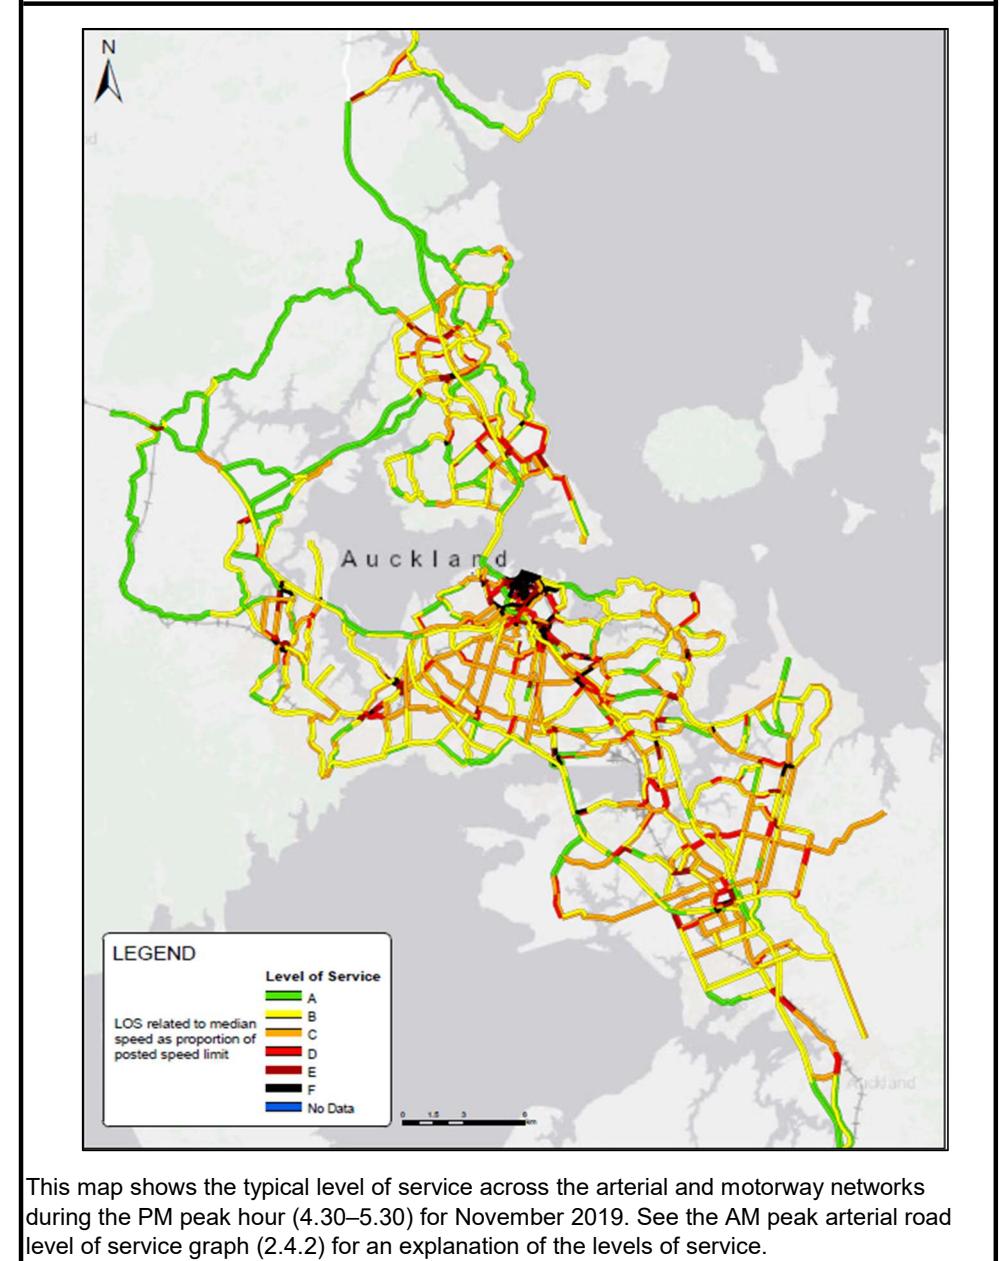 N
Auckland
LEGEND
Level of Service
LOS related to median
speed as proportion of
posted speed limit
A
B
C
D
E
F
No Data
0 1.5 3 6
km
Auckland
This map shows the typical level of service across the arterial and motorway networks
during the PM peak hour (4.30–5.30) for November 2019. See the AM peak arterial road
level of service graph (2.4.2) for an explanation of the levels of service.